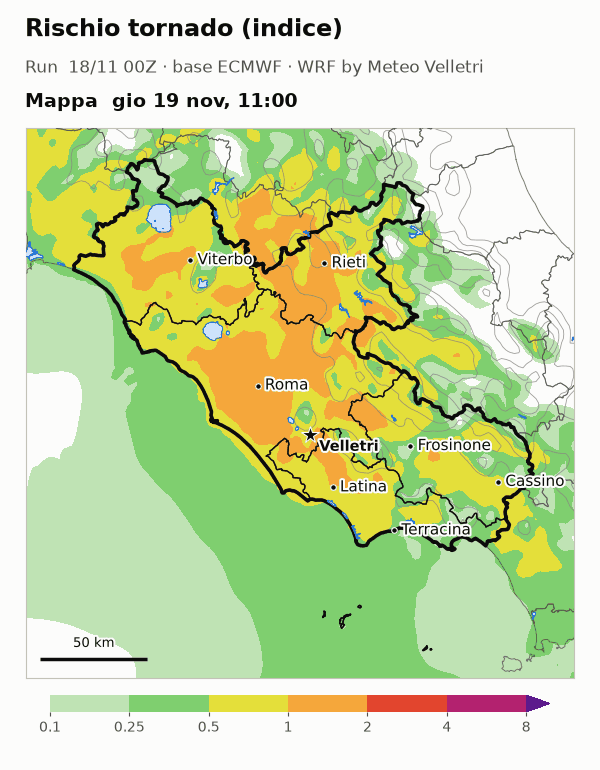 Rischio tornado (indice)
Run  18/11 00Z · base ECMWF · WRF by Meteo Velletri
Mappa  gio 19 nov, 11:00
Viterbo
Rieti
Roma
Velletri
Frosinone
Cassino
Latina
Terracina
50 km
0.1 0.25 0.5 1 2 4 8